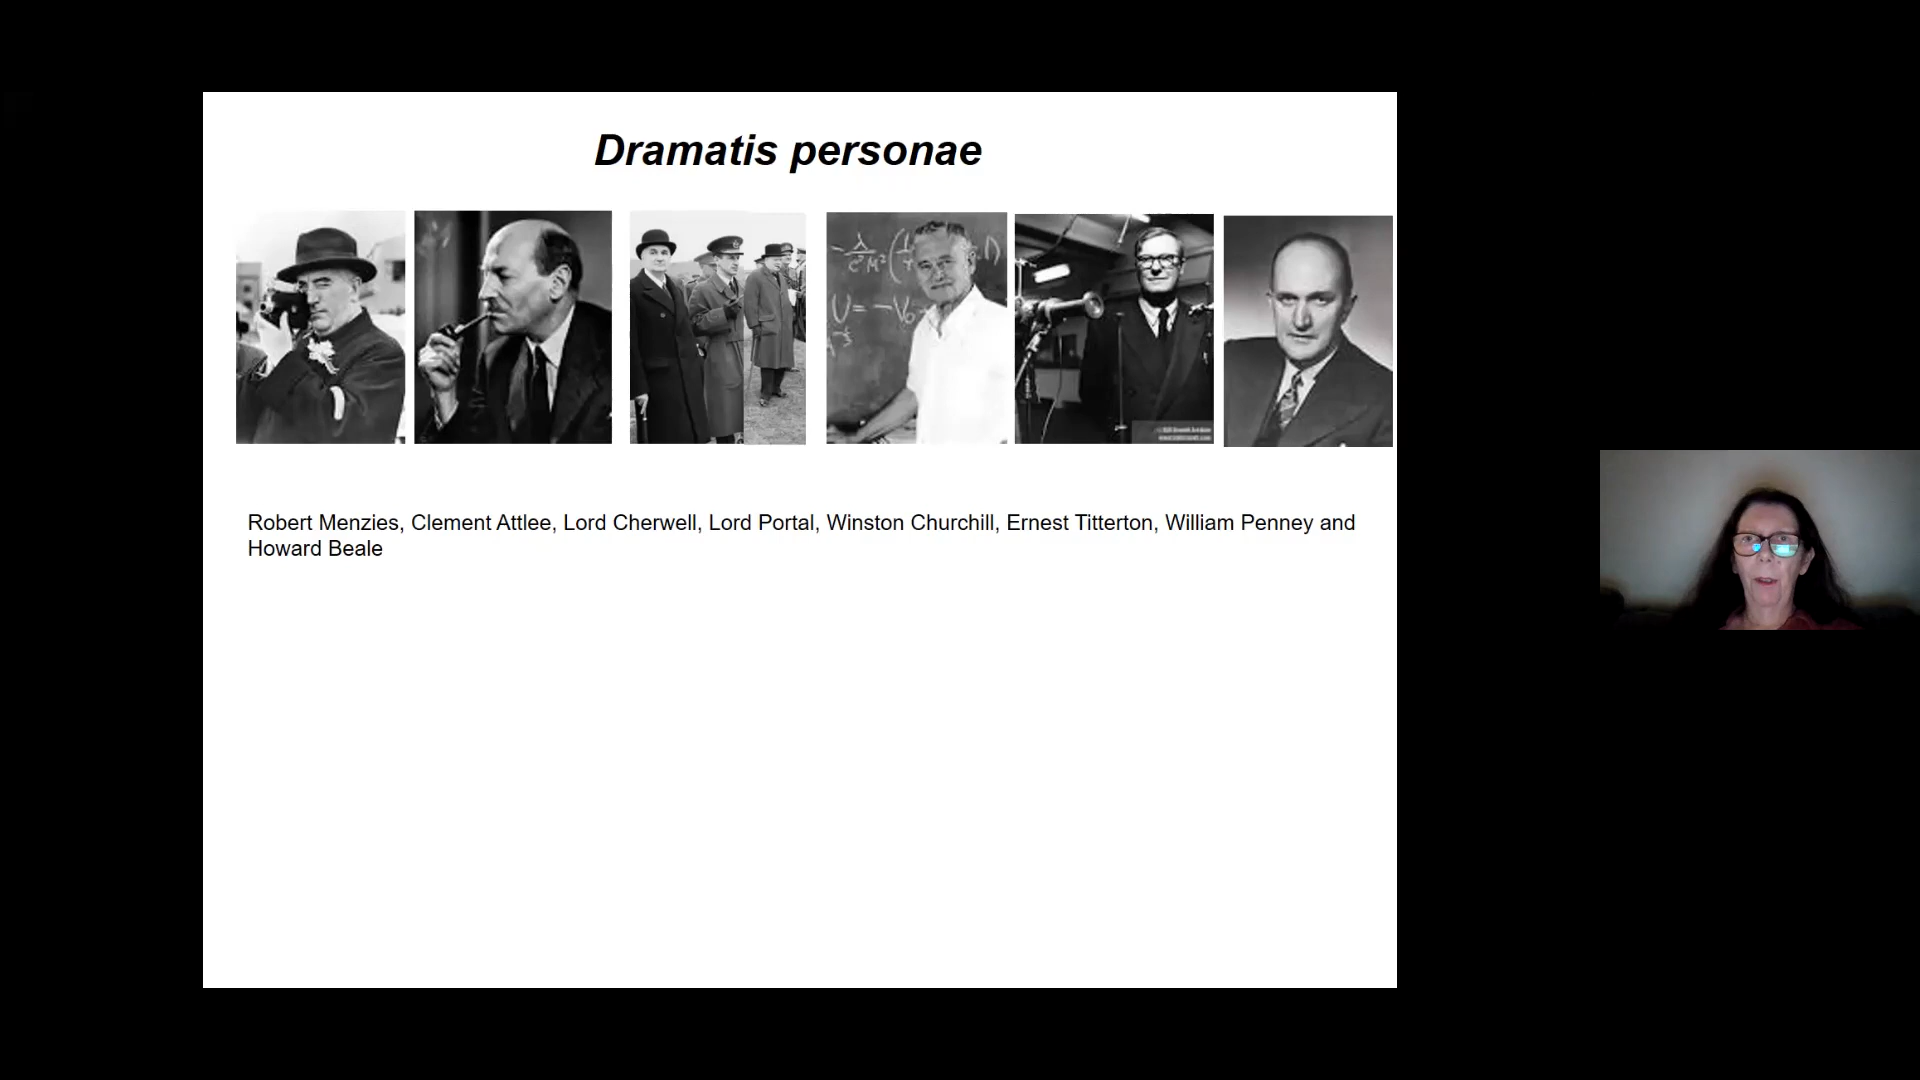 Dramatis personae
Robert Menzies, Clement Attlee, Lord Cherwell, Lord Portal, Winston Churchill, Ernest Titterton, William Penney and
Howard Beale